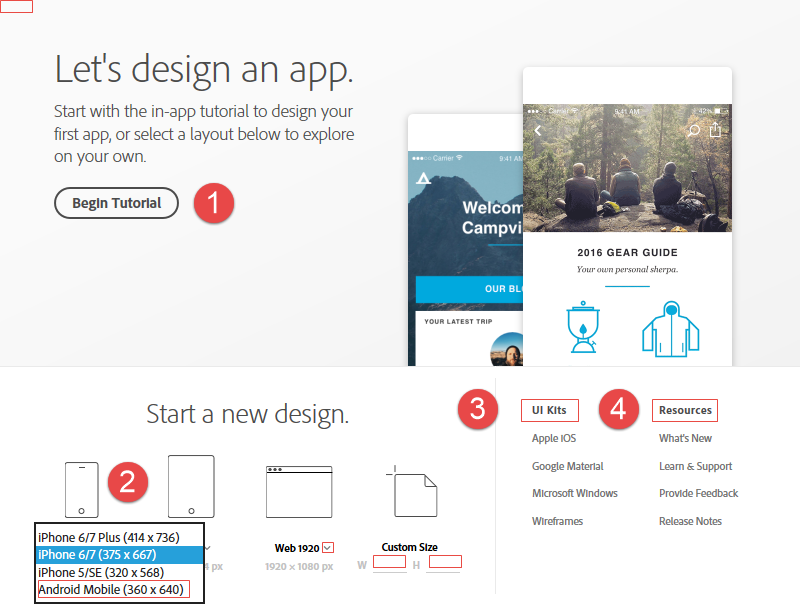 Let's design an app.
Start with the in-app tutorial to design your
first app, or select a layout below to explore
on your own.
Begin Tutorial
1
Carrier
9:41 AM
Welcom
Campvi
OUR BLO
YOUR LATEST TRIP
Carrier
9:41 AM
42%
2016 GEAR GUIDE
Your own personal sherpa.
Start a new design.
2
iPhone 6/7 Plus (414 x 736)
iPhone 6/7 (375 x 667)
iPhone 5/SE (320 x 568)
Android Mobile (360 x 640)
4 px
Web 1920
1920 × 1080 px
Custom Size
W
H
3
UI Kits
Apple iOS
Google Material
Microsoft Windows
Wireframes
4
Resources
What's New
Learn & Support
Provide Feedback
Release Notes